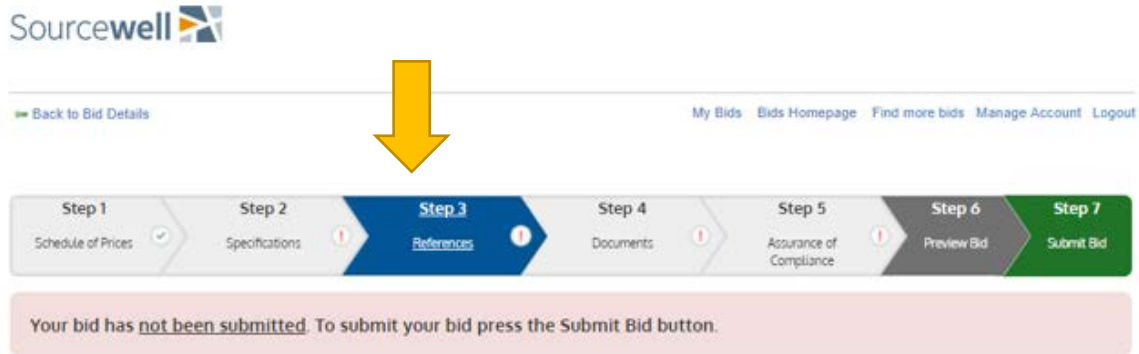 Sourcewell
Back to Bid Details
My Bids Bids Homepage Find more bids Manage Account Logout
Step 1
Schedule of Prices
Step 2
Specifications
!
Step 3
References
!
Step 4
Documents
!
Step 5
Assurance of
Compliance
!
Step 6
Preview Bid
Step 7
Submit Bid
Your bid has not been submitted. To submit your bid press the Submit Bid button.